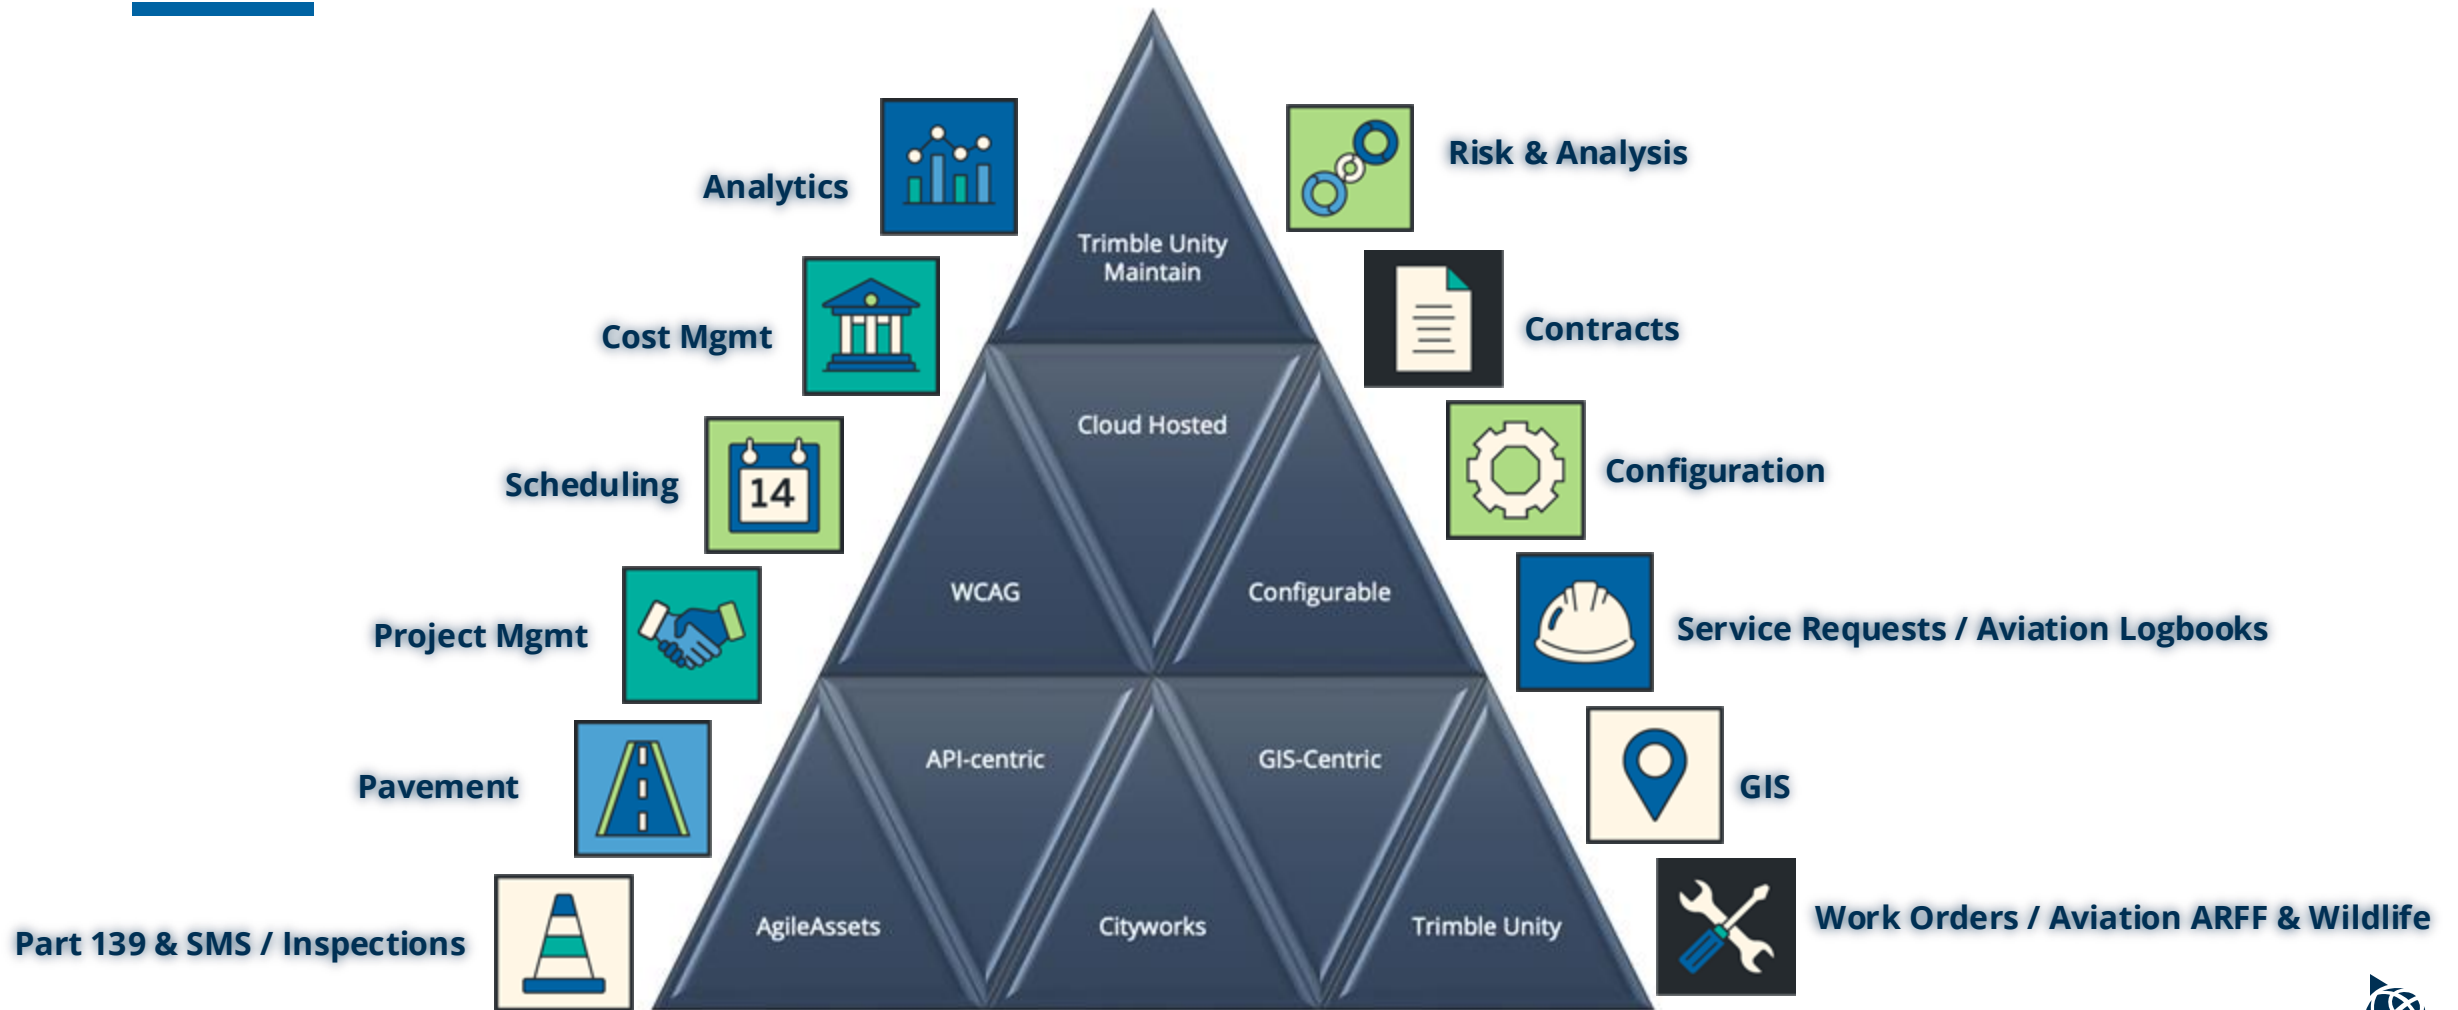 Analytics
Risk & Analysis
Trimble Unity
Maintain
Cost Mgmt
Contracts
Cloud Hosted
Scheduling
14
Configuration
WCAG
Configurable
Project Mgmt
Service Requests / Aviation Logbooks
API-centric
GIS-Centric
Pavement
GIS
AgileAssets
Cityworks
Trimble Unity
Part 139 & SMS / Inspections
Work Orders / Aviation ARFF & Wildlife